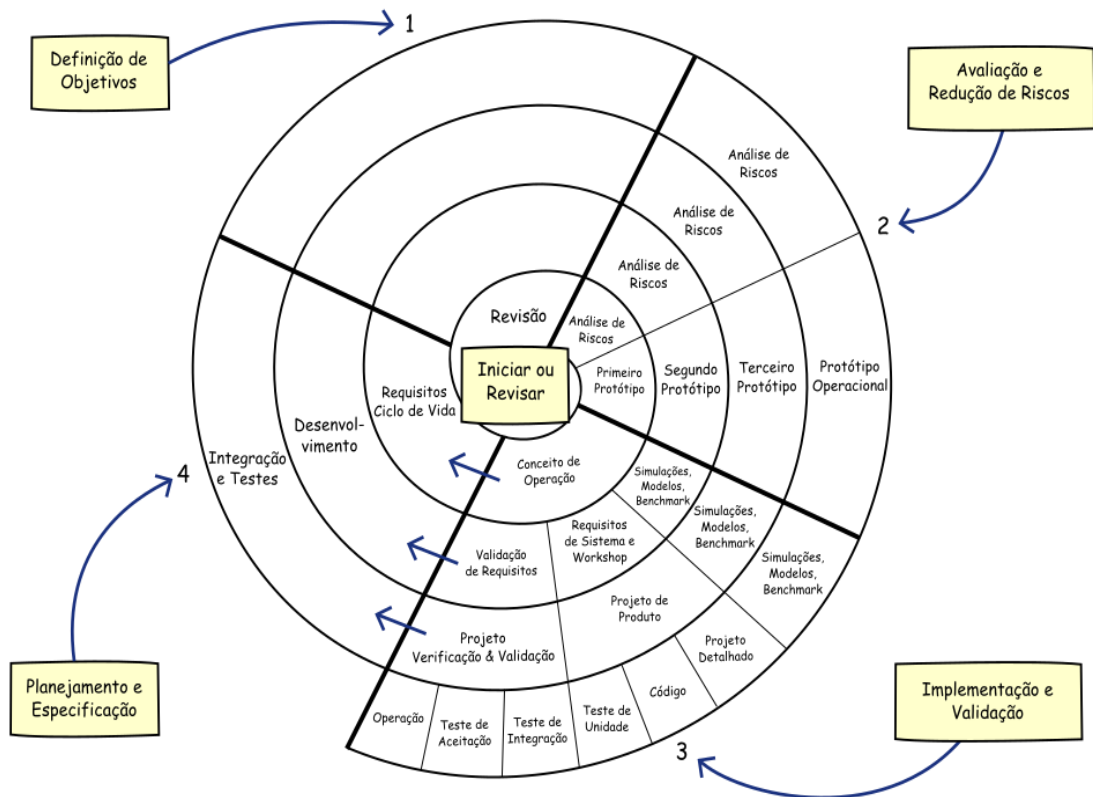 1
Definição de
Objetivos
Avaliação e
Redução de Riscos
2
Análise de
Riscos
Análise de
Riscos
Análise de
Riscos
Análise de
Riscos
Revisão
Iniciar ou
Revisar
Primeiro
Protótipo
Segundo
Protótipo
Terceiro
Protótipo
Protótipo
Operacional
Requisitos
Ciclo de Vida
Desenvol-
vimento
Integração
e Testes
4
Conceito de
Operação
Simulações,
Modelos,
Benchmark
Simulações,
Modelos,
Benchmark
Simulações,
Modelos,
Benchmark
Requisitos
de Sistema e
Workshop
Validação
de Requisitos
Projeto de
Produto
Projeto
Verificação & Validação
Projeto
Detalhado
Código
Teste de
Unidade
Teste de
Integração
Teste de
Aceitação
Operação
3
Planejamento e
Especificação
Implementação e
Validação